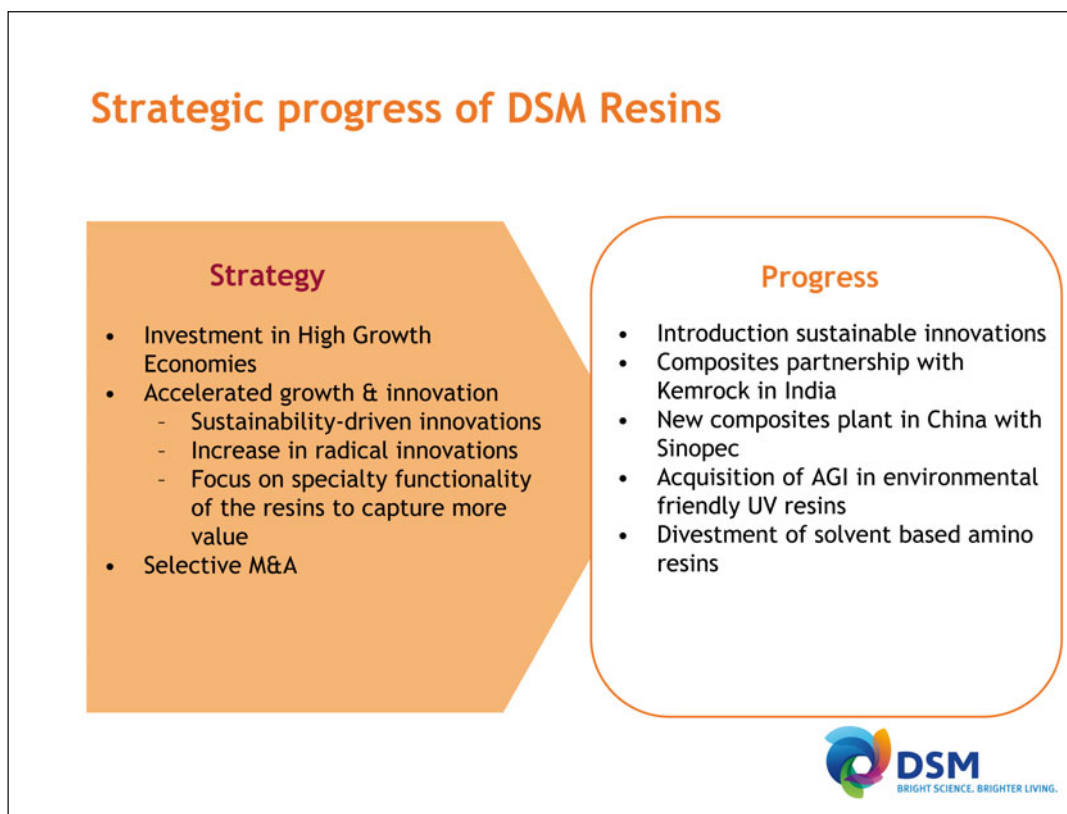 Strategic progress of DSM Resins
Strategy
• Investment in High Growth
Economies
• Accelerated growth & innovation
- Sustainability-driven innovations
- Increase in radical innovations
- Focus on specialty functionality
of the resins to capture more
value
• Selective M&A
Progress
• Introduction sustainable innovations
• Composites partnership with
Kemrock in India
• New composites plant in China with
Sinopec
• Acquisition of AGI in environmental
friendly UV resins
• Divestment of solvent based amino
resins
DSM
BRIGHT SCIENCE. BRIGHTER LIVING.